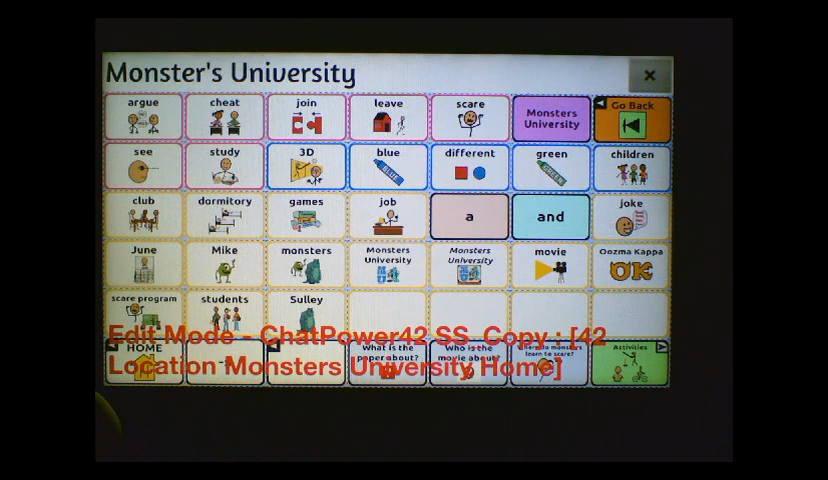 Monster's University
×
argue cheat join leave scare Monsters University Go Back
see study 3D blue different green children
club dormitory games job a and joke
June Mike monsters Monsters University Monsters University movie Oozma Kappa
scare program students Sulley
HOME What is the paper about? Who is the movie about? learn to scare? Activities
Edit Mode - ChatPower42 SS_Copy : [42
Location Monsters University Home]